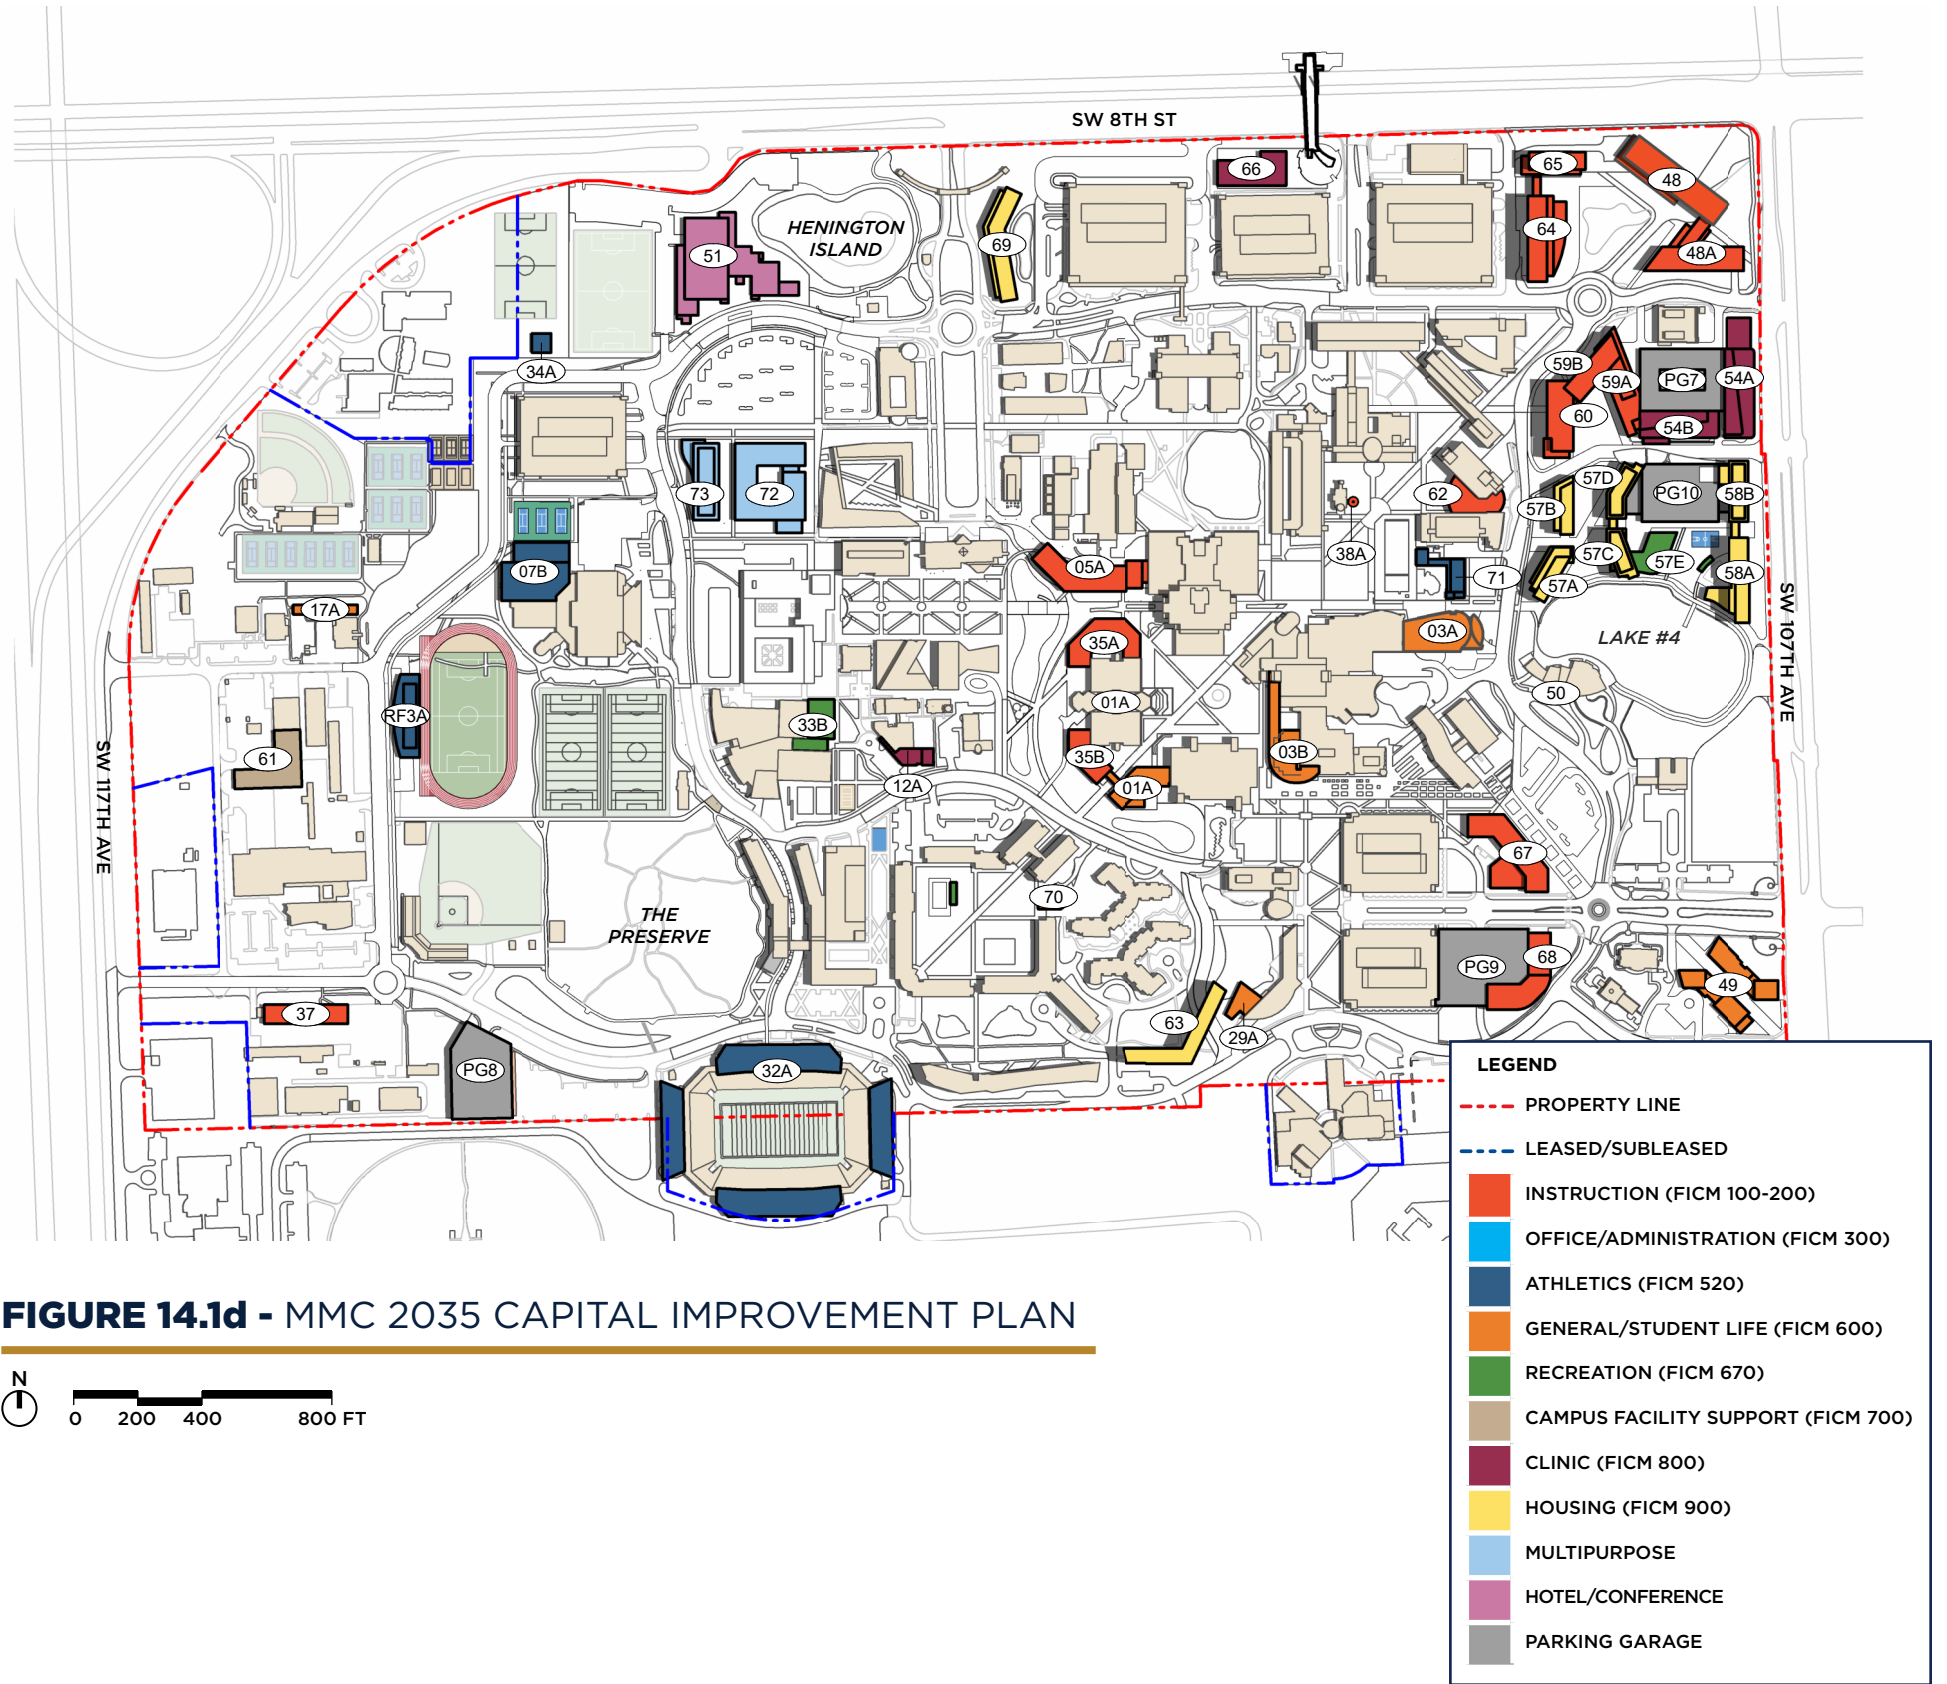 SW 8TH ST
66
65
48
HENINGTON
ISLAND
69
64
51
48A
34A
59B
59A
PG7
54A
60
54B
73
72
62
57D
PG10
58B
57B
38A
05A
07B
57C
57E
58A
71
57A
17A
SW 107TH AVE
03A
LAKE #4
35A
50
01A
RF3A
33B
03B
61
35B
12A
01A
SW 117TH AVE
67
70
THE
PRESERVE
68
PG9
49
37
63
29A
PG8
32A
LEGEND
PROPERTY LINE
LEASED/SUBLEASED
INSTRUCTION (FICM 100-200)
OFFICE/ADMINISTRATION (FICM 300)
ATHLETICS (FICM 520)
GENERAL/STUDENT LIFE (FICM 600)
RECREATION (FICM 670)
CAMPUS FACILITY SUPPORT (FICM 700)
CLINIC (FICM 800)
HOUSING (FICM 900)
MULTIPURPOSE
HOTEL/CONFERENCE
PARKING GARAGE
FIGURE 14.1d - MMC 2035 CAPITAL IMPROVEMENT PLAN
N
0 200 400 800 FT